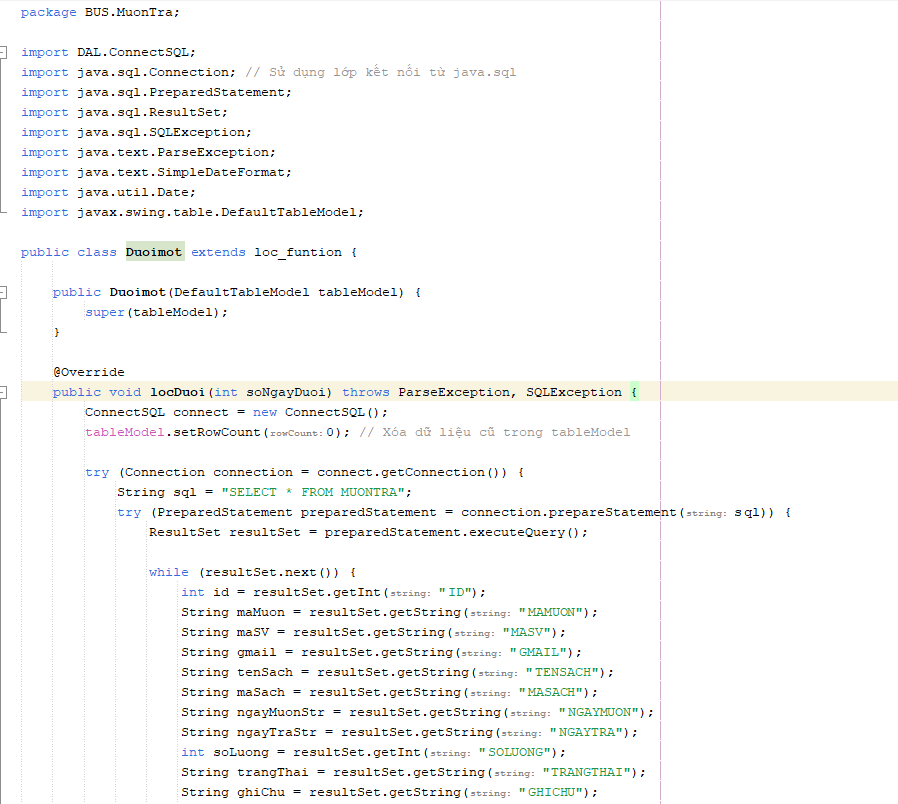 package BUS.MuonTra;
import DAL.ConnectSQL;
import java.sql.Connection; // Sử dụng lớp kết nối từ java.sql
import java.sql.PreparedStatement;
import java.sql.ResultSet;
import java.sql.SQLException;
import java.text.ParseException;
import java.text.SimpleDateFormat;
import java.util.Date;
import javax.swing.table.DefaultTableModel;
public class Duoimot extends loc_funtion {
public Duoimot(DefaultTableModel tableModel) {
super(tableModel);
}
@Override
public void locDuoi(int soNgayDuoi) throws ParseException, SQLException {
ConnectSQL connect = new ConnectSQL();
tableModel.setRowCount(rowCount: 0); // Xóa dữ liệu cũ trong tableModel
try (Connection connection = connect.getConnection()) {
String sql = "SELECT * FROM MUONTRA";
try (PreparedStatement preparedStatement = connection.prepareStatement(string: sql)) {
ResultSet resultSet = preparedStatement.executeQuery();
while (resultSet.next()) {
int id = resultSet.getInt(string: "ID");
String maMuon = resultSet.getString(string: "MAMUON");
String maSV = resultSet.getString(string: "MASV");
String gmail = resultSet.getString(string: "GMAIL");
String tenSach = resultSet.getString(string: "TENSACH");
String maSach = resultSet.getString(string: "MASACH");
String ngayMuonStr = resultSet.getString(string: "NGAYMUON");
String ngayTraStr = resultSet.getString(string: "NGAYTRA");
int soLuong = resultSet.getInt(string: "SOLUONG");
String trangThai = resultSet.getString(string: "TRANGTHAI");
String ghiChu = resultSet.getString(string: "GHICHU");